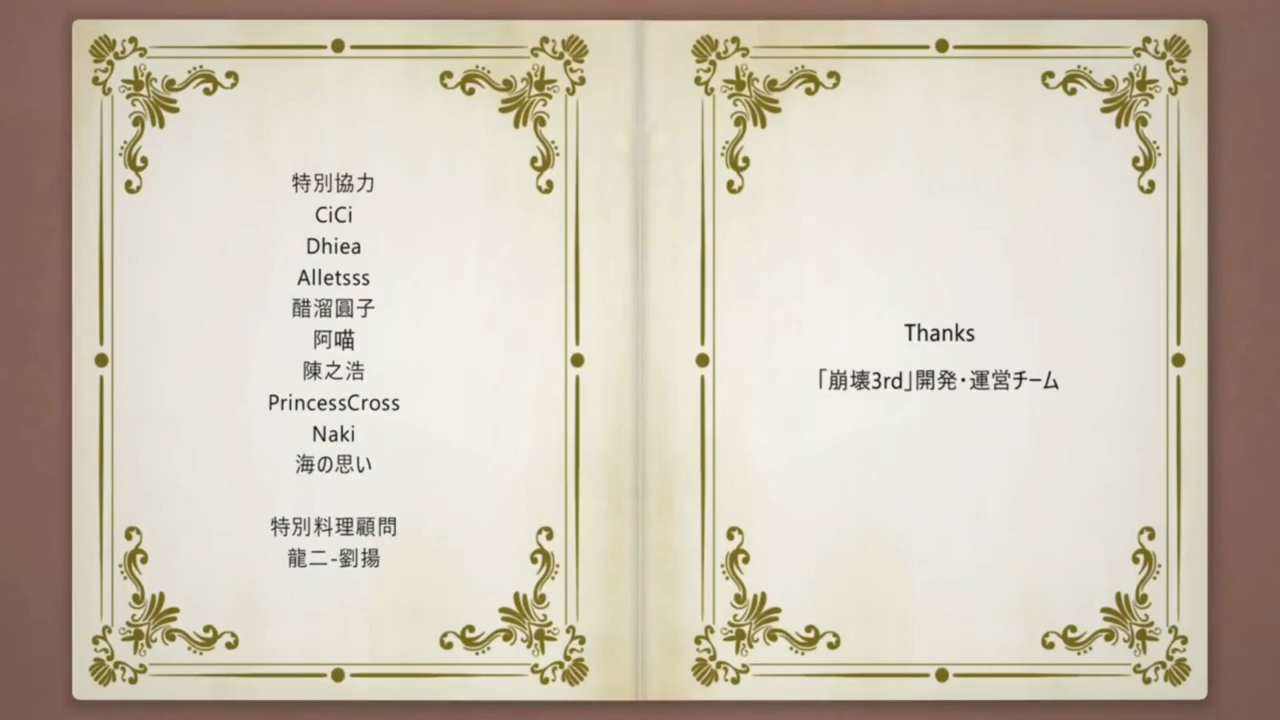 特別協力
CiCi
Dhiea
Alletsss
醋溜圓子
阿喵
陳之浩
PrincessCross
Naki
海の思い
特別料理顧問
龍二-劉揚
Thanks
「崩壊3rd」開発・運営チーム